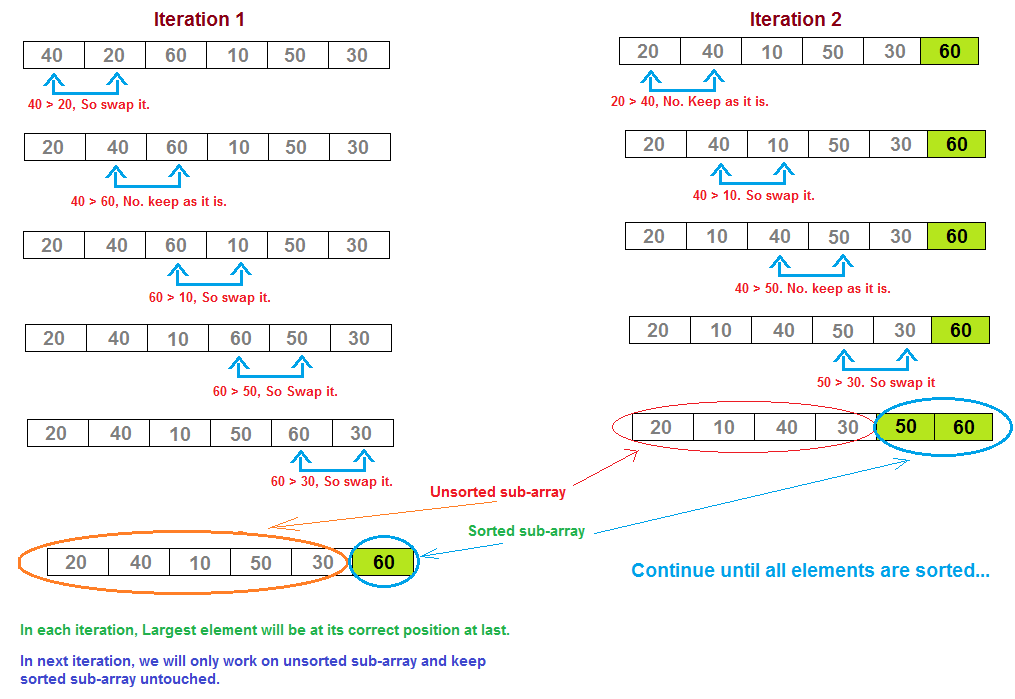 Iteration 1
40 20 60 10 50 30
40 > 20, So swap it.
20 40 60 10 50 30
40 > 60, No. keep as it is.
20 40 60 10 50 30
60 > 10, So swap it.
20 40 10 60 50 30
60 > 50, So Swap it.
20 40 10 50 60 30
60 > 30, So swap it.
20 40 10 50 30 60
Iteration 2
20 40 10 50 30 60
20 > 40, No. Keep as it is.
20 40 10 50 30 60
40 > 10. So swap it.
20 10 40 50 30 60
40 > 50. No. keep as it is.
20 10 40 50 30 60
50 > 30. So swap it
20 10 40 30 50 60
Unsorted sub-array
Sorted sub-array
Continue until all elements are sorted...
In each iteration, Largest element will be at its correct position at last.
In next iteration, we will only work on unsorted sub-array and keep
sorted sub-array untouched.